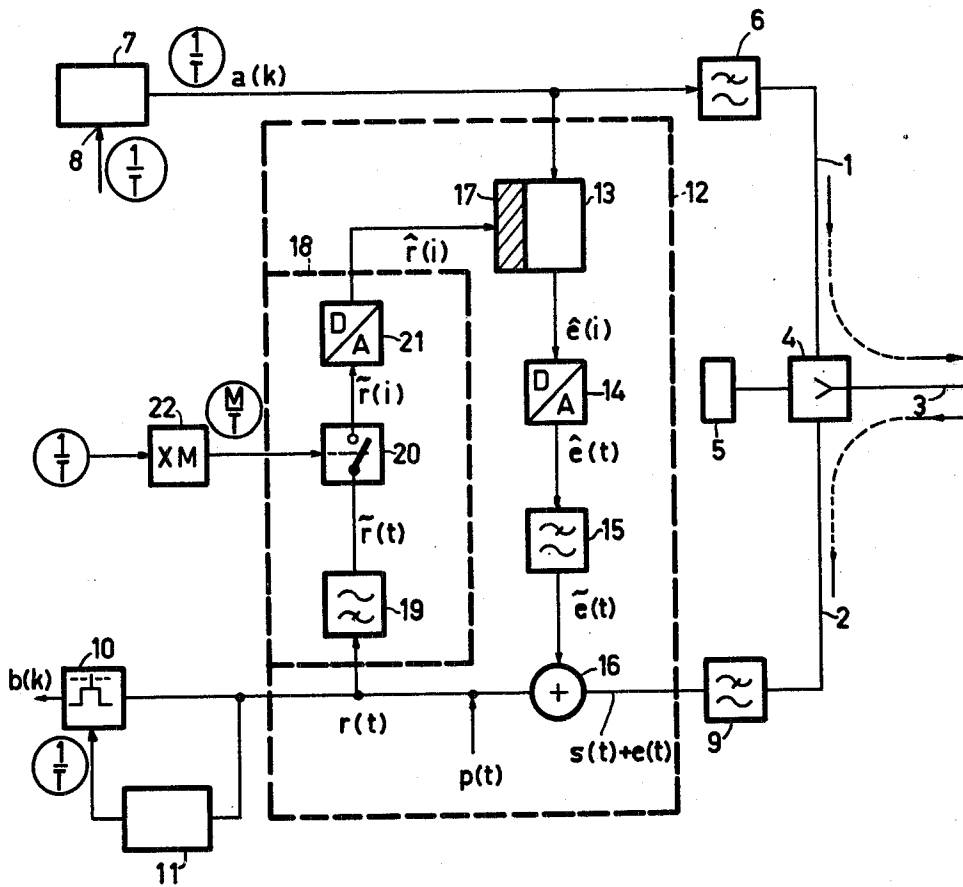 7
1/T
a(k)
6
8
1/T
1
17
13
12
18
r̂(i)
D/A
21
ê(i)
4
r̃(i)
D/A
14
3
22
M/T
5
1/T
XM
20
ê(t)
r̃(t)
15
19
ẽ(t)
2
10
16
b(k)
+
r(t)
9
1/T
s(t)+e(t)
p(t)
11